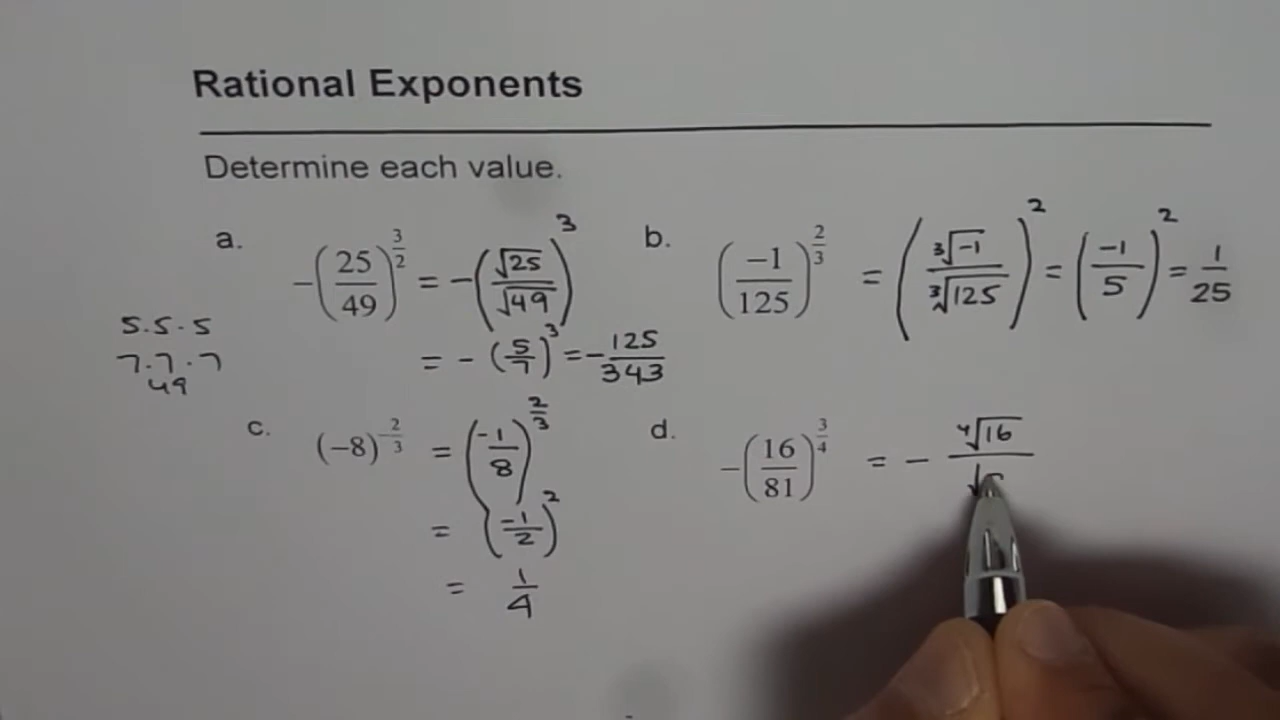 Rational Exponents
Determine each value.
a. -(25/49)^(3/2) = -(√25/√49)^3
= -(5/7)^3 = -125/343
5.5.5
7.7.7
49
b. (-1/125)^(2/3) = (∛-1/∛125)^2 = (-1/5)^2 = 1/25
c. (-8)^(-2/3) = (-1/8)^(2/3)
= (-1/2)^2
= 1/4
d. -(16/81)^(3/4) = - ∜16/√